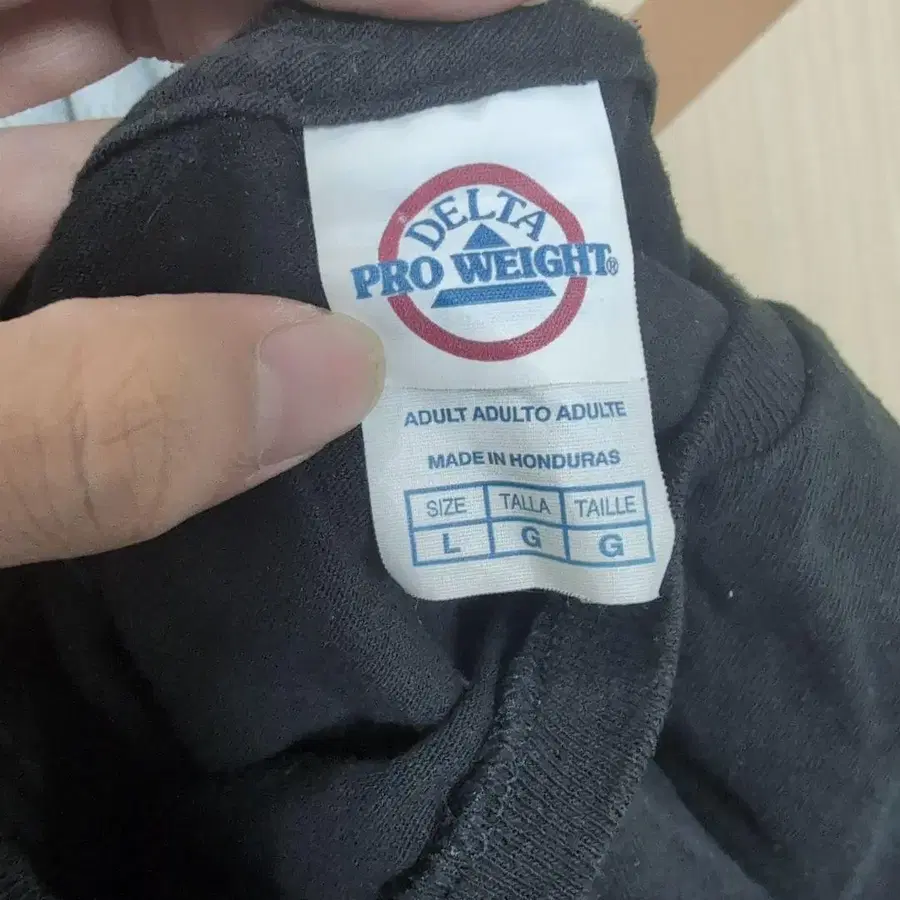 DELTA
PRO WEIGHT®
ADULT ADULTO ADULTE
MADE IN HONDURAS
SIZE TALLA TAILLE
L G G